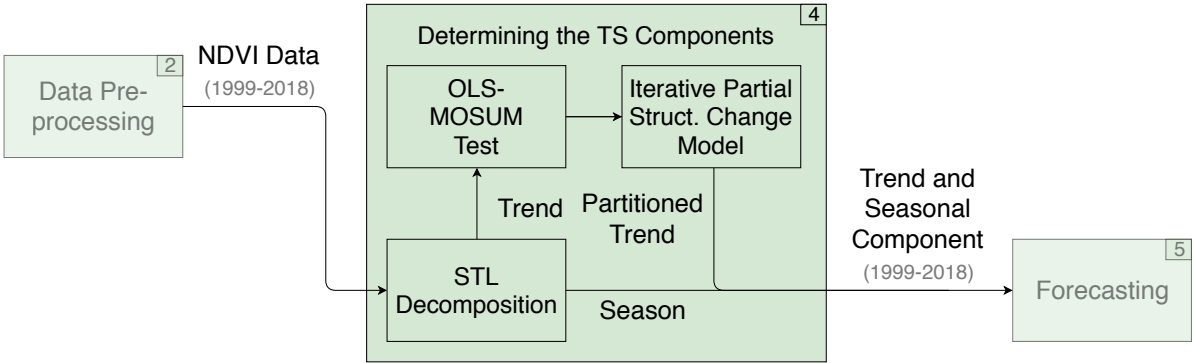 2
Data Pre-
processing
NDVI Data
(1999-2018)
4
Determining the TS Components
OLS-
MOSUM
Test
Iterative Partial
Struct. Change
Model
Trend
Partitioned
Trend
STL
Decomposition
Season
Trend and
Seasonal
Component
(1999-2018)
5
Forecasting